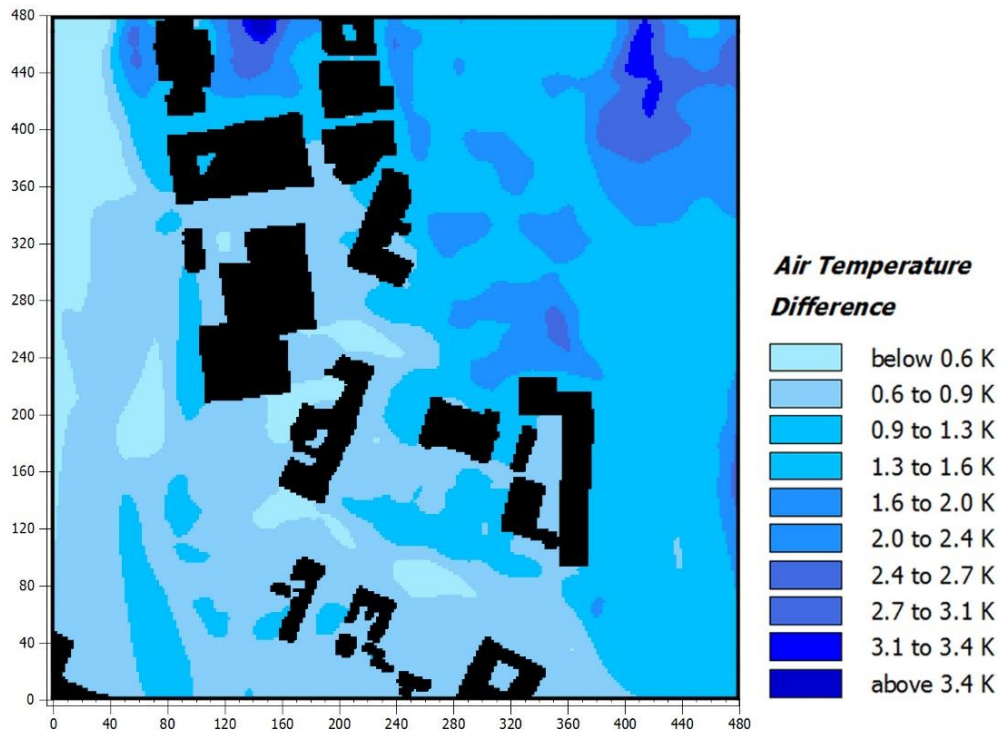 480
440
400
360
320
280
240
200
160
120
80
40
0
0 40 80 120 160 200 240 280 320 360 400 440 480
Air Temperature
Difference
below 0.6 K
0.6 to 0.9 K
0.9 to 1.3 K
1.3 to 1.6 K
1.6 to 2.0 K
2.0 to 2.4 K
2.4 to 2.7 K
2.7 to 3.1 K
3.1 to 3.4 K
above 3.4 K